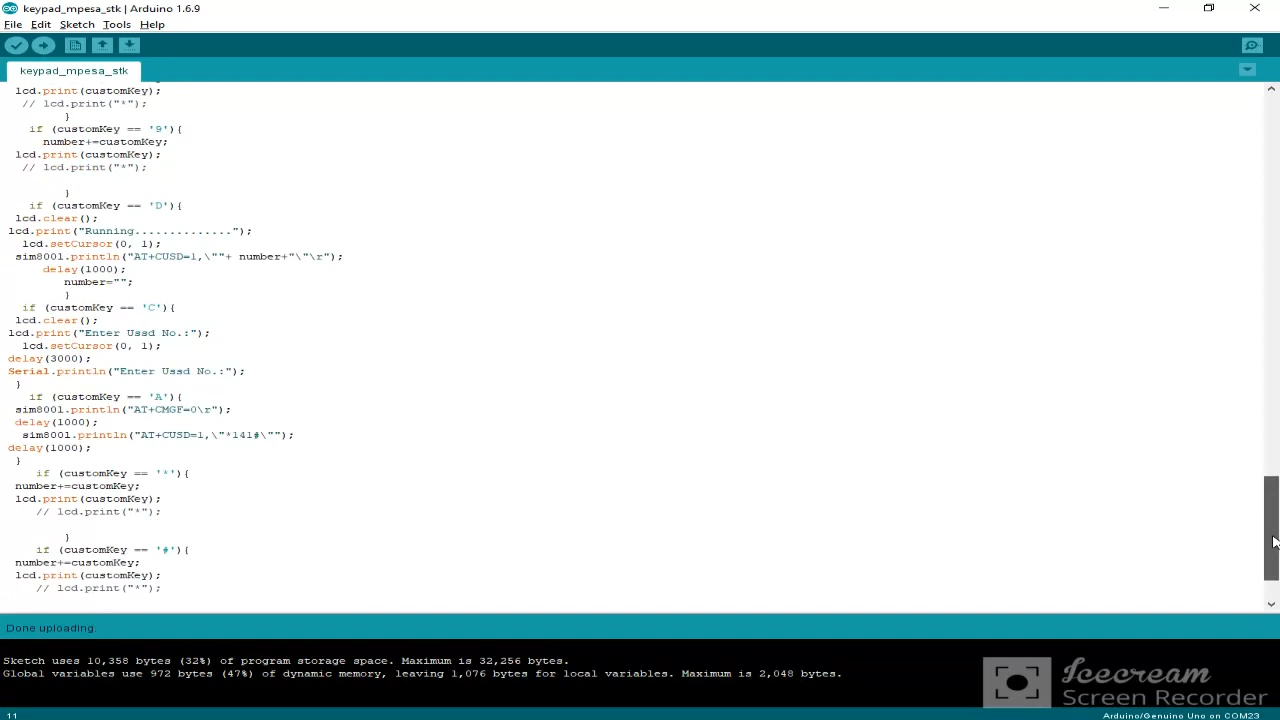 keypad_mpesa_stk | Arduino 1.6.9
File Edit Sketch Tools Help
keypad_mpesa_stk
lcd.print(customKey);
// lcd.print("*");
}
if (customKey == '9'){
number+=customKey;
lcd.print(customKey);
// lcd.print("*");
}
if (customKey == 'D'){
lcd.clear();
lcd.print("Running..............");
lcd.setCursor(0, 1);
sim800l.println("AT+CUSD=1,\""+ number+"\"\r");
delay(1000);
number="";
}
if (customKey == 'C'){
lcd.clear();
lcd.print("Enter Ussd No.:");
lcd.setCursor(0, 1);
delay(3000);
Serial.println("Enter Ussd No.:");
}
if (customKey == 'A'){
sim800l.println("AT+CMGF=0\r");
delay(1000);
sim800l.println("AT+CUSD=1,\"*141#\"");
delay(1000);
}
if (customKey == '*'){
number+=customKey;
lcd.print(customKey);
// lcd.print("*");
}
if (customKey == '#'){
number+=customKey;
lcd.print(customKey);
// lcd.print("*");
Done uploading.
Sketch uses 10,358 bytes (32%) of program storage space. Maximum is 32,256 bytes.
Global variables use 972 bytes (47%) of dynamic memory, leaving 1,076 bytes for local variables. Maximum is 2,048 bytes.
Icecream
Screen Recorder
11
Arduino/Genuino Uno on COM23